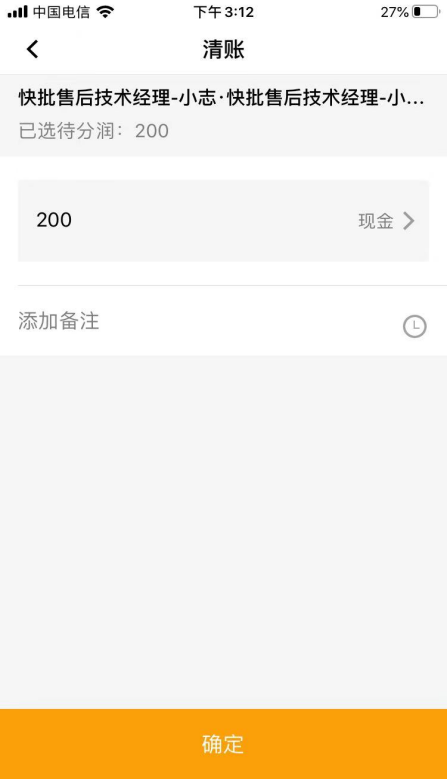 中国电信 下午3:12 27%
清账
快批售后技术经理-小志·快批售后技术经理-小...
已选待分润：200
200 现金
添加备注
确定